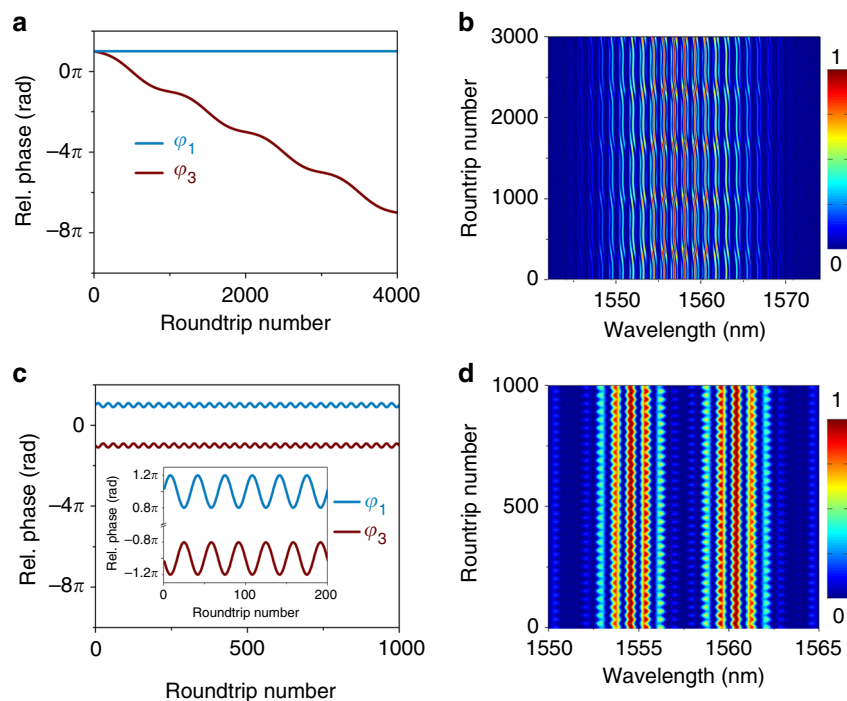 a
Rel. phase (rad)
0π
−4π
−8π
φ1
φ3
0
2000
4000
Roundtrip number
b
Rountrip number
3000
2000
1000
0
1550
1560
1570
Wavelength (nm)
1
0
c
Rel. phase (rad)
0
−4π
−8π
Rel. phase (rad)
1.2π
0.8π
−0.8π
−1.2π
0
100
200
Roundtrip number
φ1
φ3
0
500
1000
Roundtrip number
d
Rountrip number
1000
500
0
1550
1555
1560
1565
Wavelength (nm)
1
0